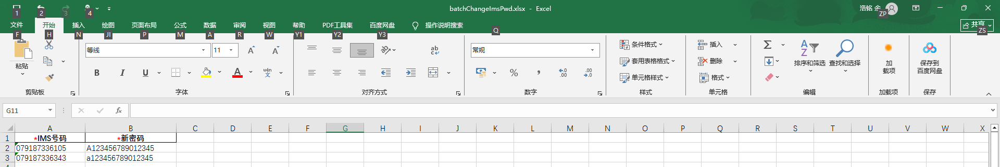 1 2 3 4
batchChangeImsPwd.xlsx - Excel
浩铭 余
ZP
文件 开始 插入 绘图 页面布局 公式 数据 审阅 视图 帮助 PDF工具集 百度网盘 操作说明搜索
共享
F H N JI P M A R W Y1 Y2 Y3 Q ZS
等线 11
常规
粘贴
B I U A wén 文
ab c
% , .00 .0
条件格式
套用表格格式
单元格样式
插入
删除
格式
排序和筛选
查找和选择
加
载项
保存到
百度网盘
剪贴板 字体 对齐方式 数字 样式 单元格 编辑 加载项 保存
G11 fx
A B C D E F G H I J K L M N O P Q R S T U V W X
1 *IMS号码 *新密码
2 079187336105 A123456789012345
3 079187336343 a123456789012345